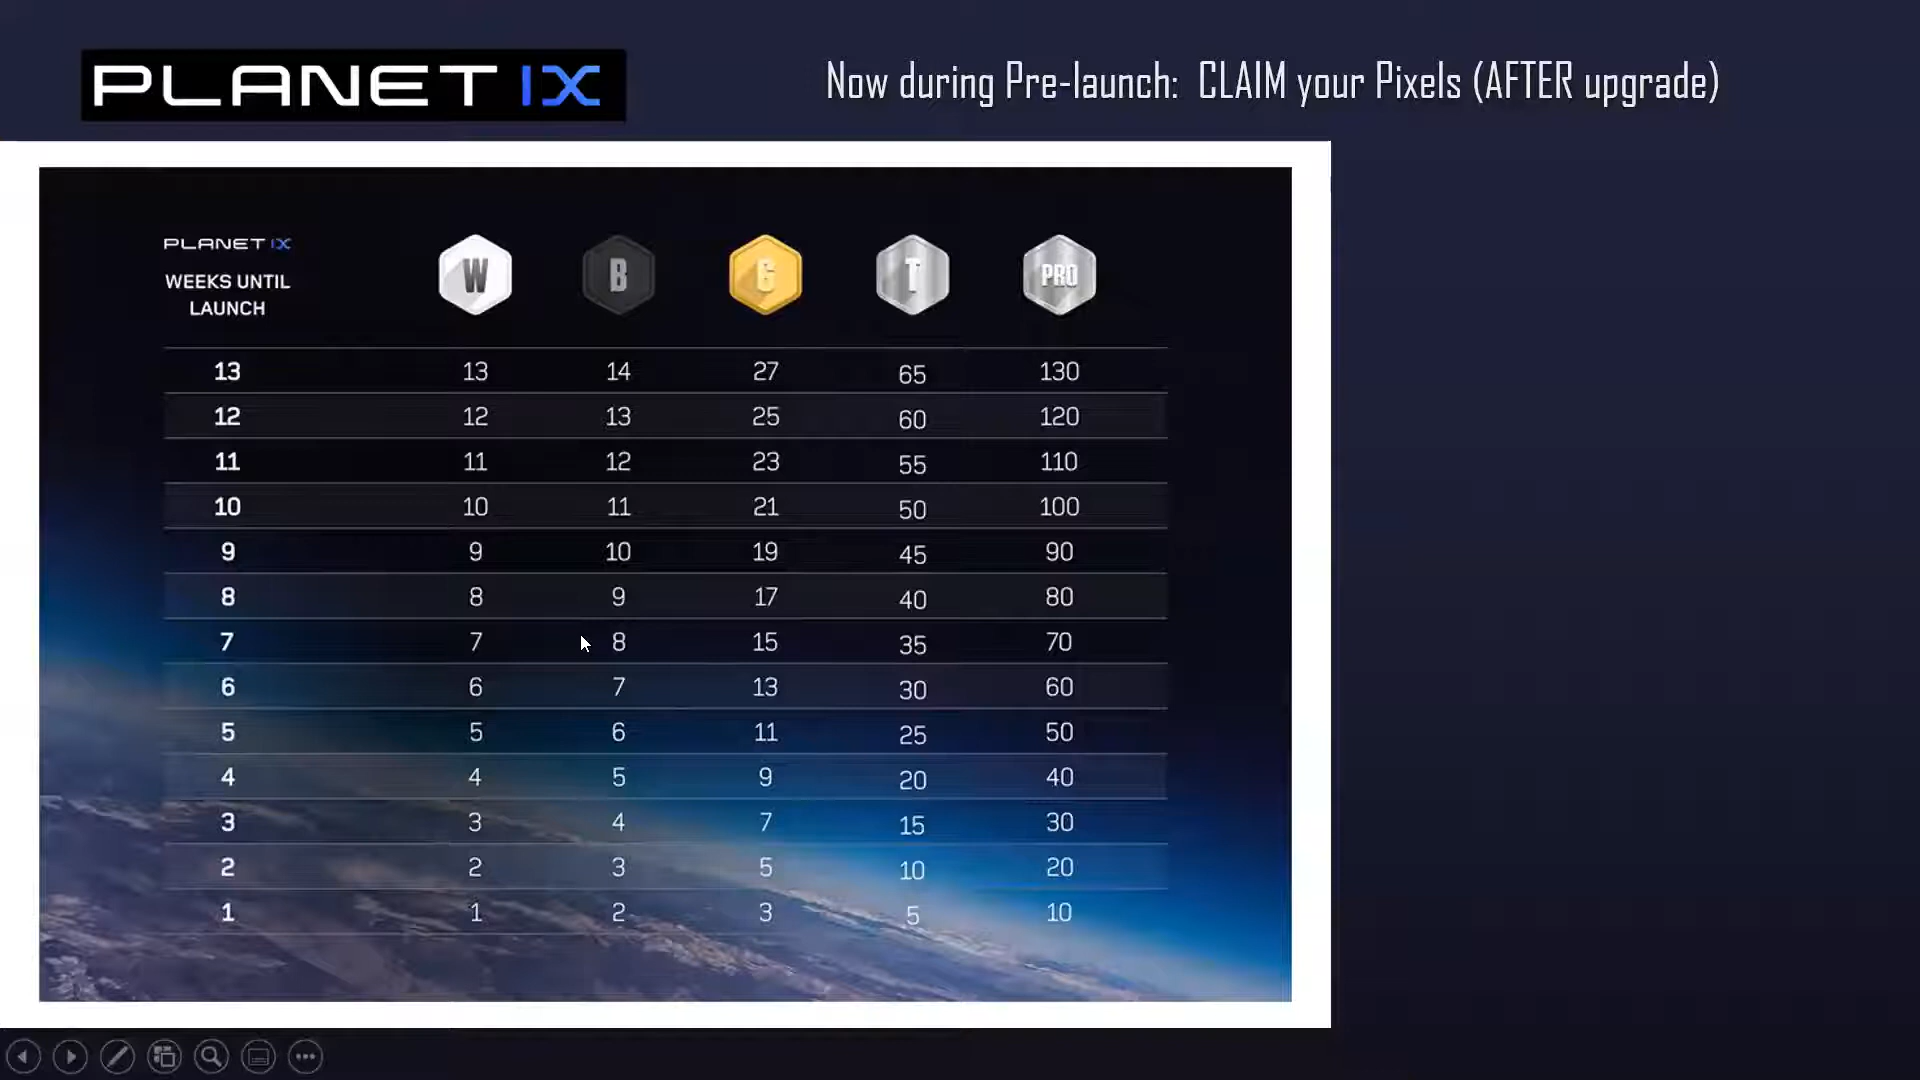 PLANET IX
Now during Pre-launch: CLAIM your Pixels (AFTER upgrade)
PLANET IX
WEEKS UNTIL
LAUNCH
W B G T PRO
13 13 14 27 65 130
12 12 13 25 60 120
11 11 12 23 55 110
10 10 11 21 50 100
9 9 10 19 45 90
8 8 9 17 40 80
7 7 8 15 35 70
6 6 7 13 30 60
5 5 6 11 25 50
4 4 5 9 20 40
3 3 4 7 15 30
2 2 3 5 10 20
1 1 2 3 5 10